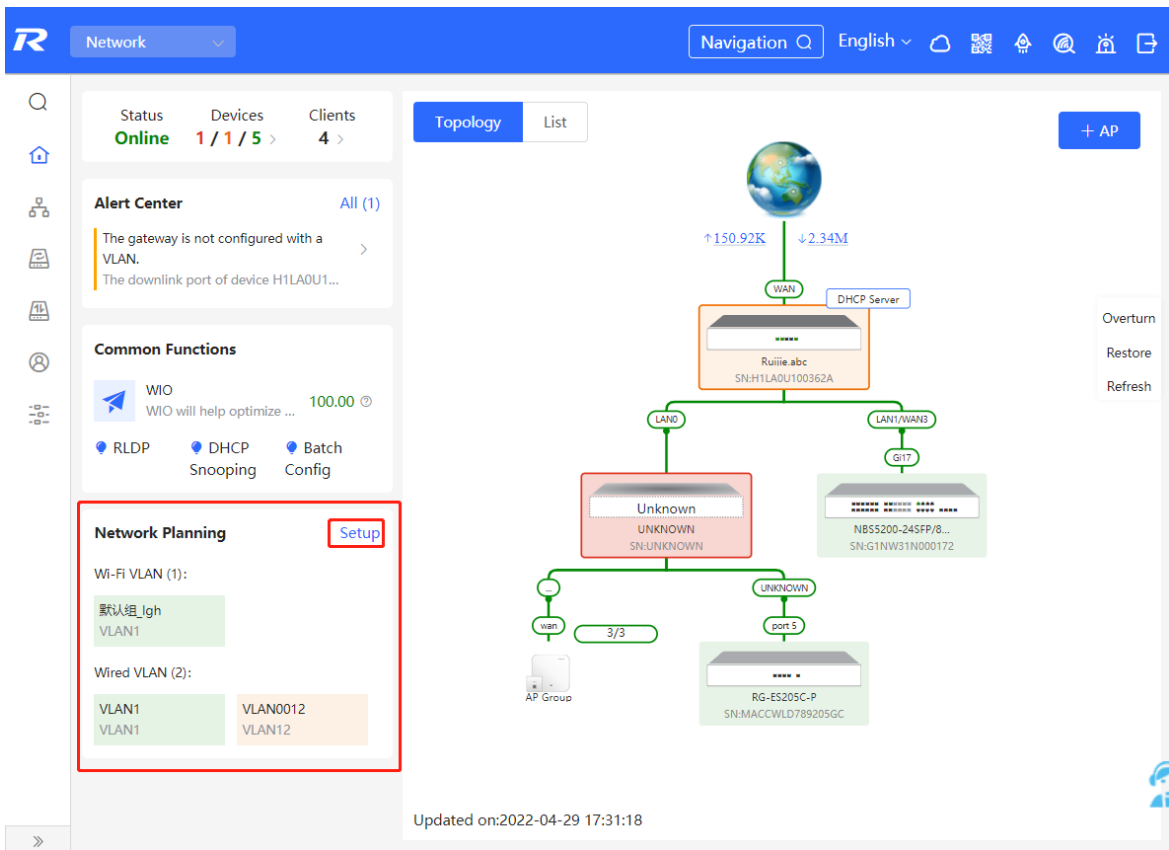 Network
Navigation
English
Status Devices Clients
Online 1 / 1 / 5 > 4 >
Alert Center All (1)
The gateway is not configured with a
VLAN.
The downlink port of device H1LA0U1...
Common Functions
WIO
WIO will help optimize ... 100.00
RLDP DHCP Snooping Batch Config
Network Planning Setup
Wi-Fi VLAN (1):
默认组_lgh
VLAN1
Wired VLAN (2):
VLAN1 VLAN0012
VLAN1 VLAN12
Topology List
+ AP
↑150.92K ↓2.34M
WAN
DHCP Server
Ruijie.abc
SN:H1LA0U100362A
Overturn
Restore
Refresh
LAN0 LAN1/WAN3
Gi17
Unknown
UNKNOWN
SN:UNKNOWN
NBS5200-24SFP/8...
SN:G1NW31N000172
... UNKNOWN
wan 3/3 port 5
AP Group
RG-ES205C-P
SN:MACCWLD789205GC
Updated on:2022-04-29 17:31:18